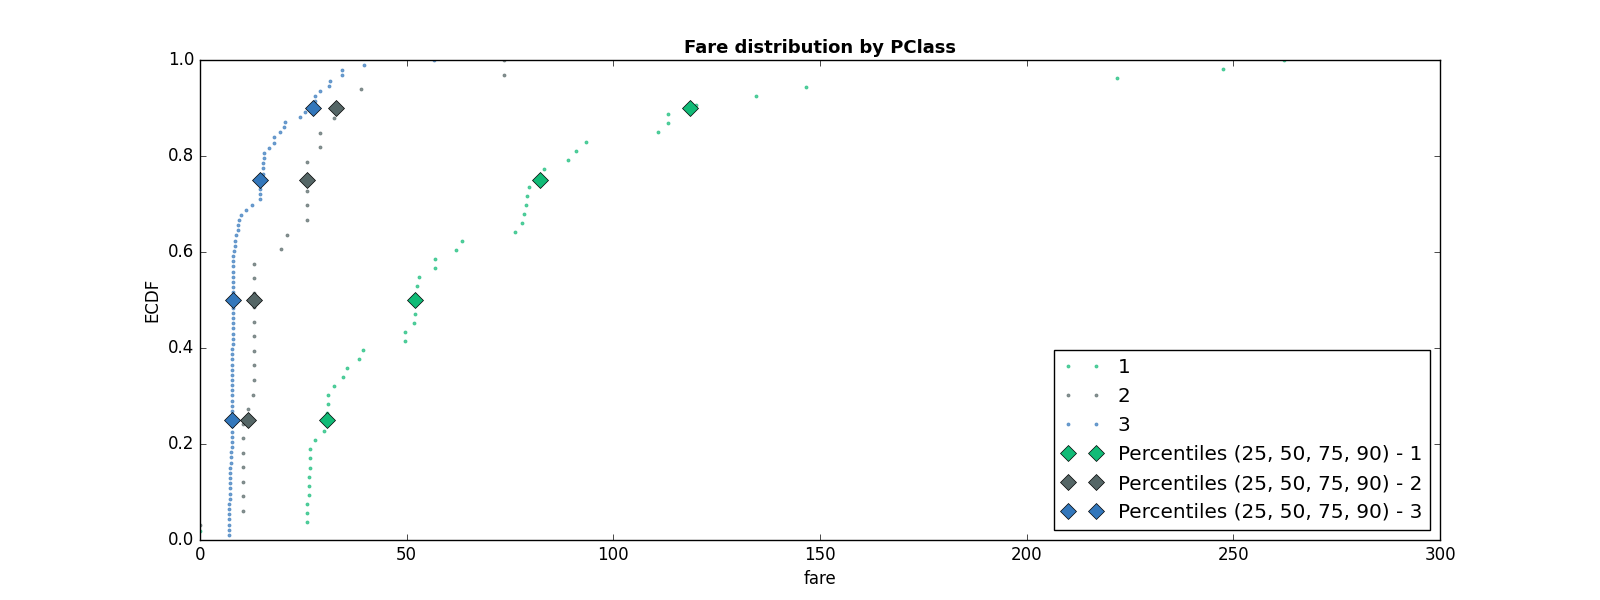 Fare distribution by PClass
1.0
0.8
0.6
0.4
0.2
0.0
ECDF
0 50 100 150 200 250 300
fare
1
2
3
Percentiles (25, 50, 75, 90) - 1
Percentiles (25, 50, 75, 90) - 2
Percentiles (25, 50, 75, 90) - 3